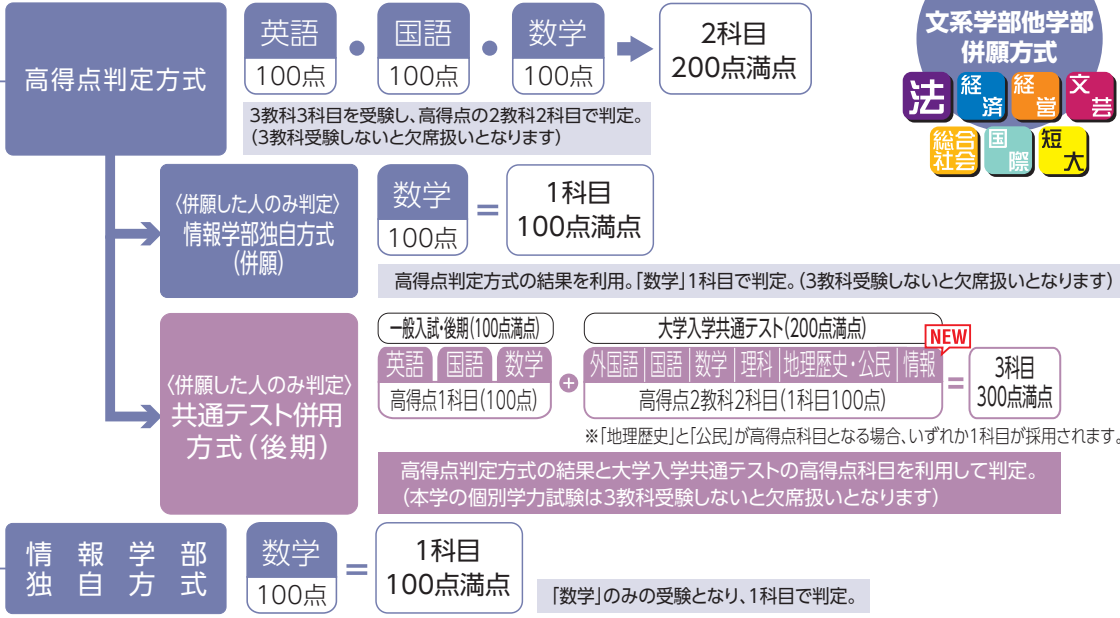 高得点判定方式
英語
100点
・
国語
100点
・
数学
100点
2科目
200点満点
3教科3科目を受験し、高得点の2教科2科目で判定。
(3教科受験しないと欠席扱いとなります)
文系学部他学部
併願方式
法
経済
経営
文芸
総合社会
国際
短大
〈併願した人のみ判定〉
情報学部独自方式
(併願)
数学
100点
=
1科目
100点満点
高得点判定方式の結果を利用。「数学」1科目で判定。(3教科受験しないと欠席扱いとなります)
〈併願した人のみ判定〉
共通テスト併用
方式(後期)
一般入試・後期(100点満点)
英語 国語 数学
高得点1科目(100点)
+
大学入学共通テスト(200点満点)
NEW
外国語 国語 数学 理科 地理歴史・公民 情報
高得点2教科2科目(1科目100点)
=
3科目
300点満点
※「地理歴史」と「公民」が高得点科目となる場合、いずれか1科目が採用されます。
高得点判定方式の結果と大学入学共通テストの高得点科目を利用して判定。
(本学の個別学力試験は3教科受験しないと欠席扱いとなります)
情報学部
独自方式
数学
100点
=
1科目
100点満点
「数学」のみの受験となり、1科目で判定。